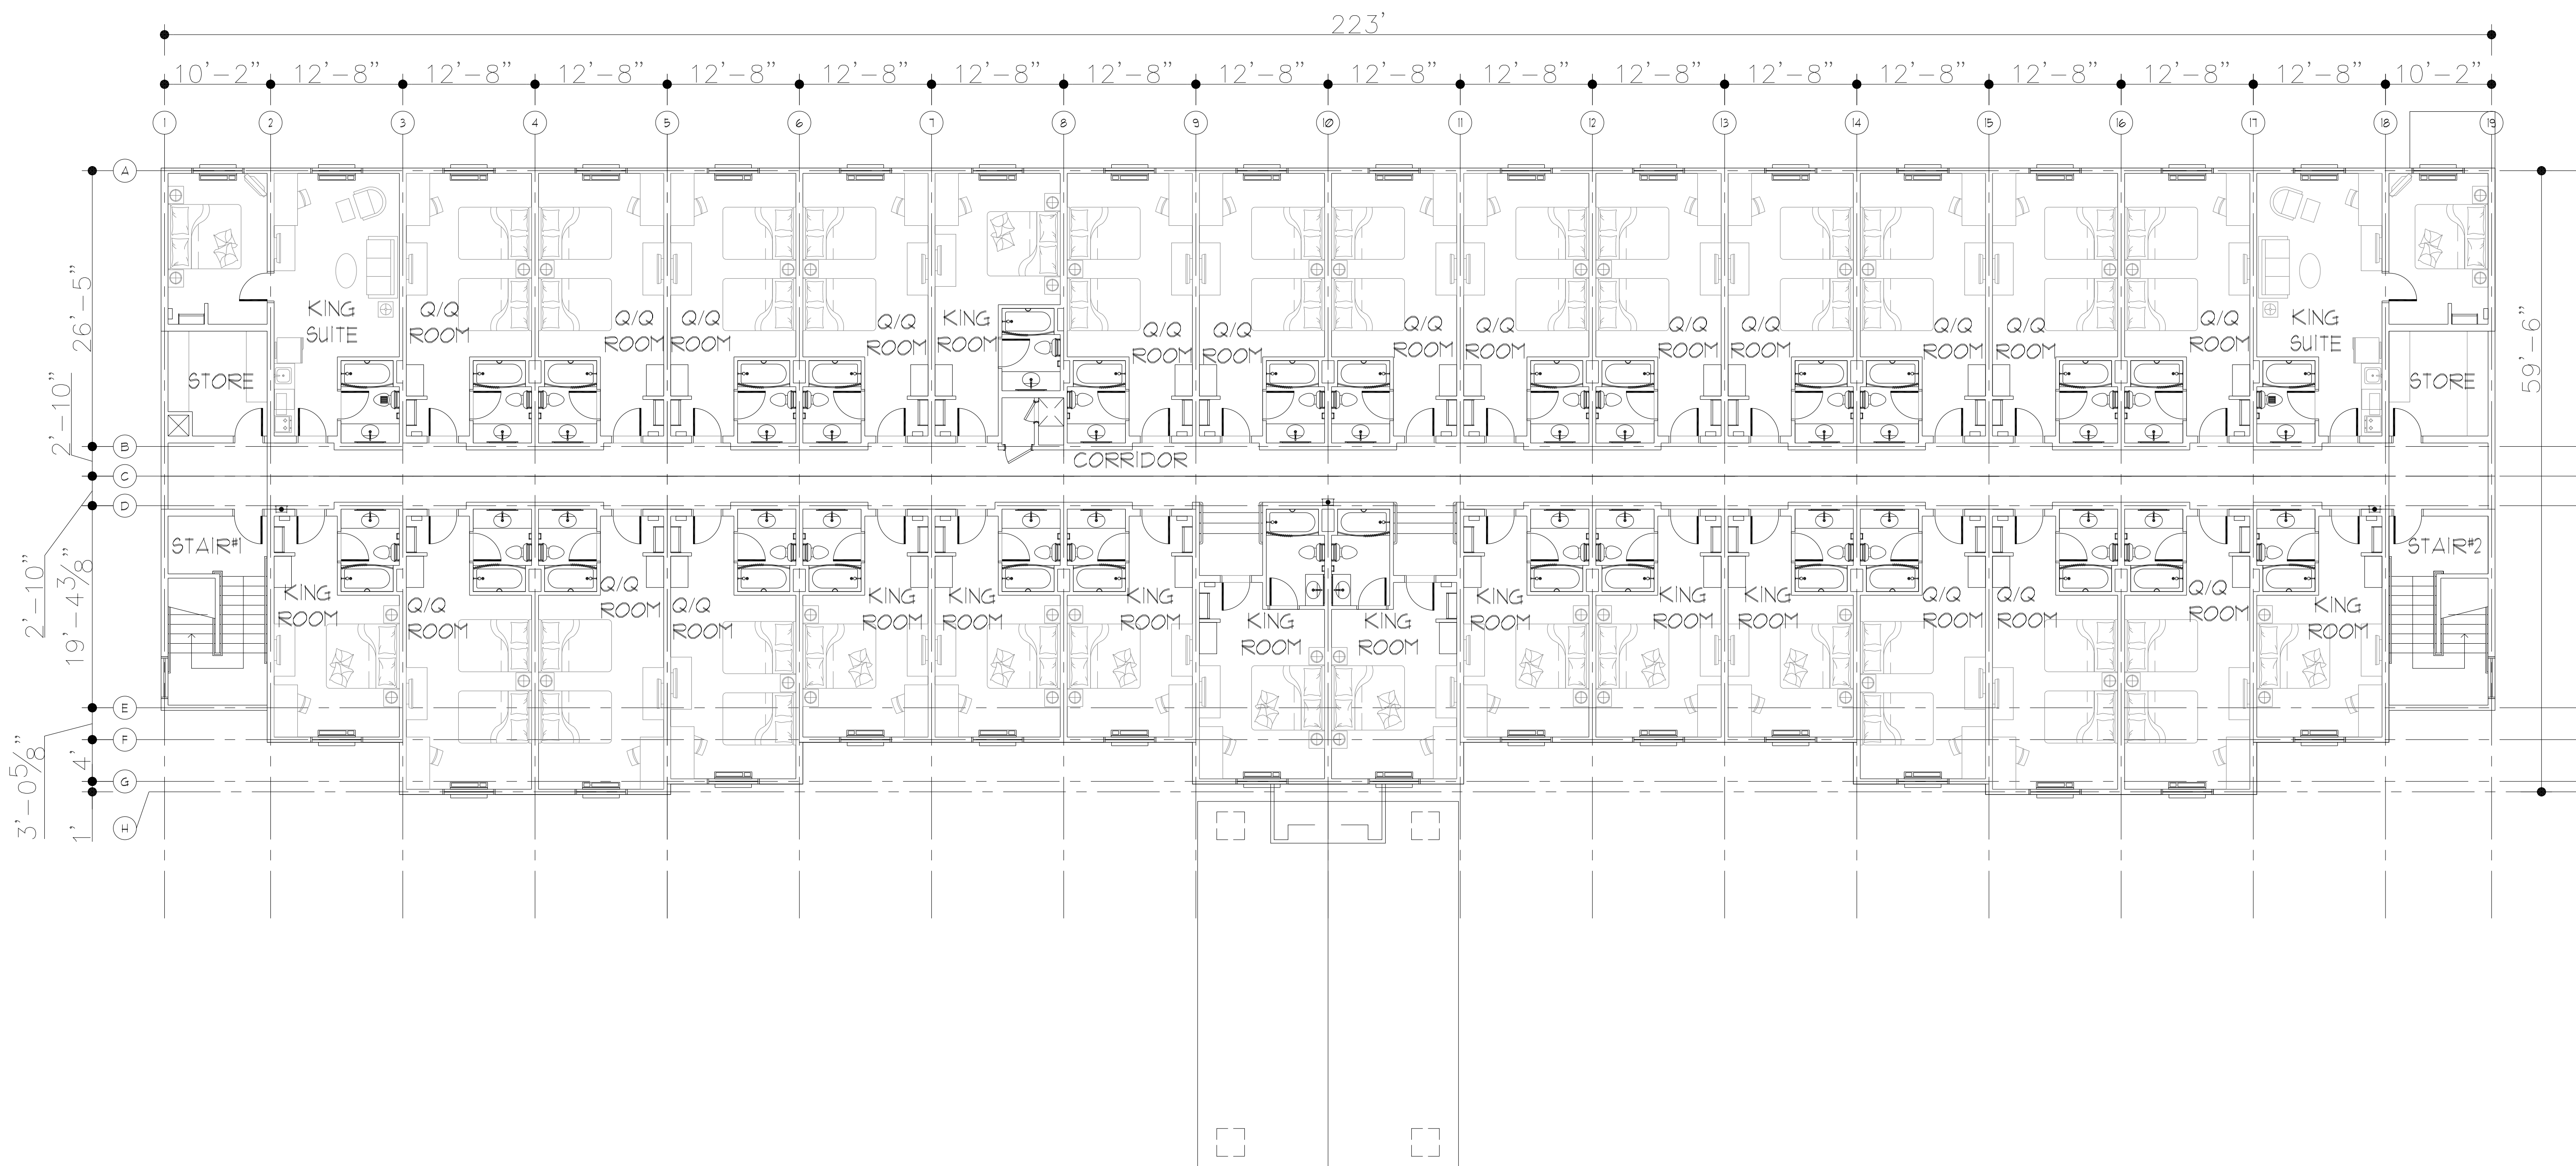 223'
10'-2" 12'-8" 12'-8" 12'-8" 12'-8" 12'-8" 12'-8" 12'-8" 12'-8" 12'-8" 12'-8" 12'-8" 12'-8" 12'-8" 12'-8" 12'-8" 12'-8" 10'-2"
1 2 3 4 5 6 7 8 9 10 11 12 13 14 15 16 17 18 19
A
26'-5"
59'-6"
KING
SUITE
Q/Q
ROOM
Q/Q
ROOM
Q/Q
ROOM
Q/Q
ROOM
KING
ROOM
Q/Q
ROOM
Q/Q
ROOM
Q/Q
ROOM
Q/Q
ROOM
Q/Q
ROOM
Q/Q
ROOM
Q/Q
ROOM
Q/Q
ROOM
Q/Q
ROOM
KING
SUITE
STORE
STORE
2'-10"
B
CORRIDOR
C
D
2'-10"
19'-4 3/8"
STAIR#1
STAIR#2
KING
ROOM
Q/Q
ROOM
Q/Q
ROOM
Q/Q
ROOM
KING
ROOM
KING
ROOM
KING
ROOM
KING
ROOM
KING
ROOM
KING
ROOM
KING
ROOM
KING
ROOM
Q/Q
ROOM
Q/Q
ROOM
Q/Q
ROOM
KING
ROOM
E
F
3'-0 5/8"
4'
G
1'
H